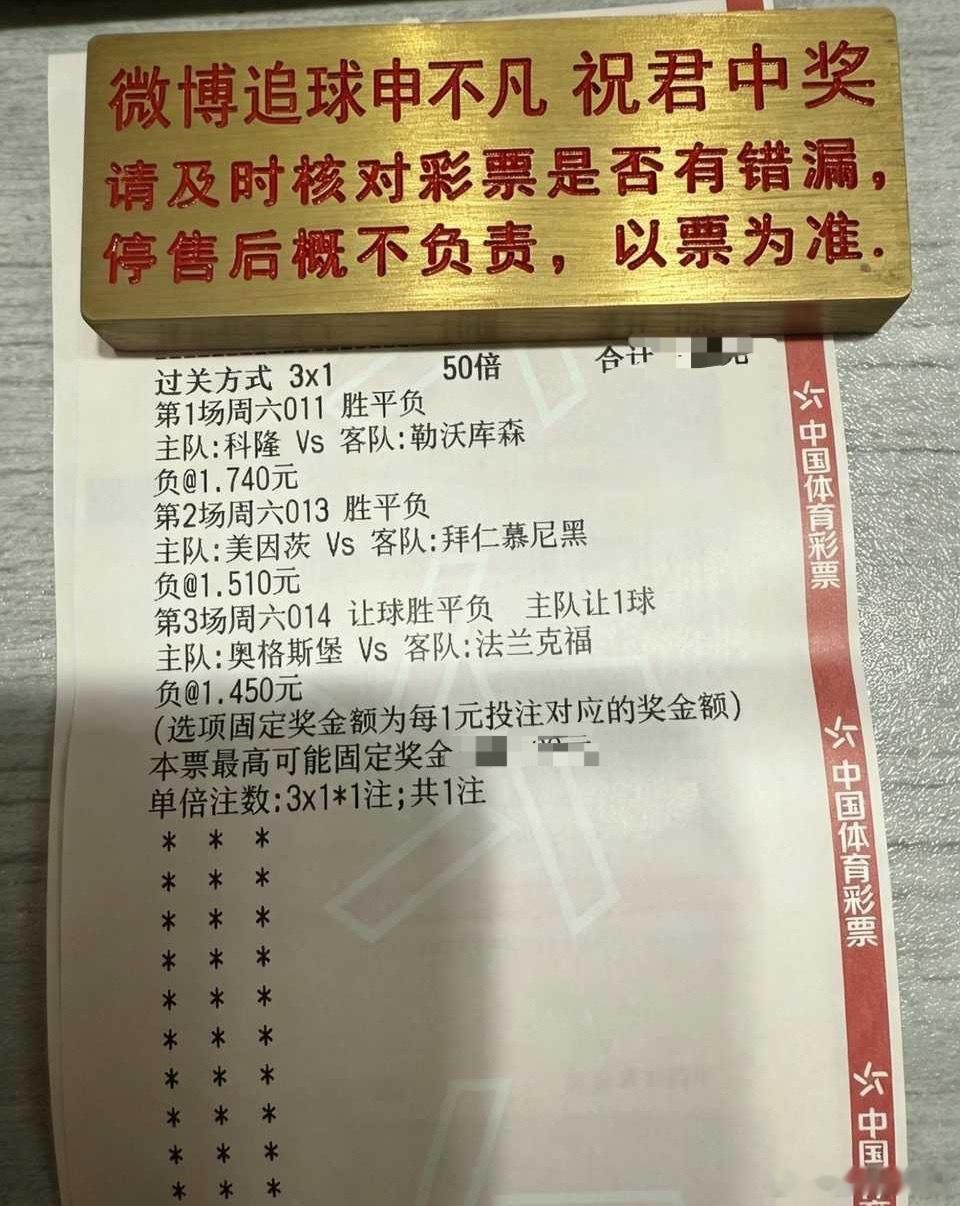 微博追球申不凡 祝君中奖
请及时核对彩票是否有错漏，
停售后概不负责，以票为准.
过关方式 3x1 50倍 合计 元
第1场周六011 胜平负
主队:科隆 Vs 客队:勒沃库森
负@1.740元
第2场周六013 胜平负
主队:美因茨 Vs 客队:拜仁慕尼黑
负@1.510元
第3场周六014 让球胜平负 主队让1球
主队:奥格斯堡 Vs 客队:法兰克福
负@1.450元
(选项固定奖金额为每1元投注对应的奖金额)
本票最高可能固定奖金
单倍注数:3x1*1注;共1注
* * *
* * *
* * *
* * *
* * *
* * *
* * *
* * *
* * *
* * *
中国体育彩票
中国体育彩票
中国体育